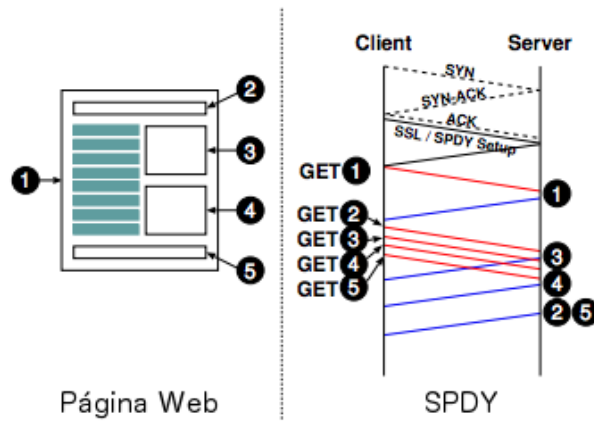 2
3
1
4
5
Página Web
Client Server
SYN
SYN-ACK
ACK
SSL / SPDY Setup
GET 1
1
GET 2
GET 3
GET 4
GET 5
3
4
2 5
SPDY